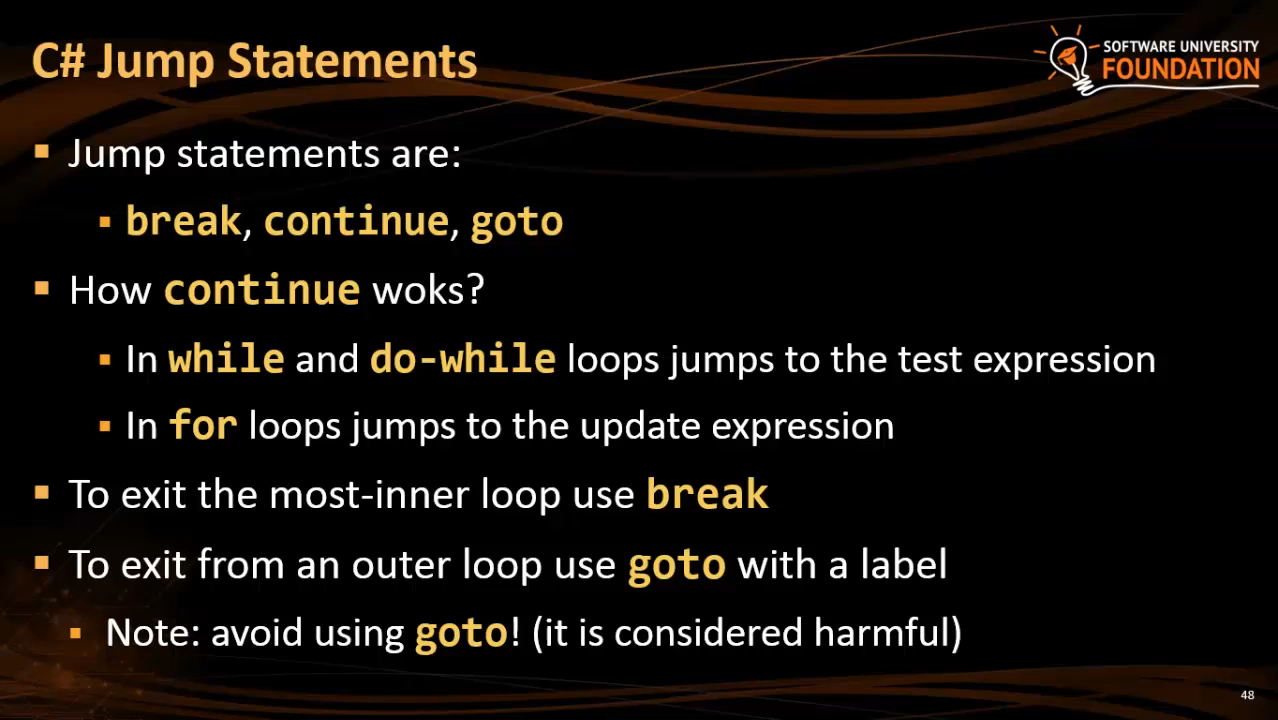 C# Jump Statements
SOFTWARE UNIVERSITY
FOUNDATION
Jump statements are:
break, continue, goto
How continue woks?
In while and do-while loops jumps to the test expression
In for loops jumps to the update expression
To exit the most-inner loop use break
To exit from an outer loop use goto with a label
Note: avoid using goto! (it is considered harmful)
48